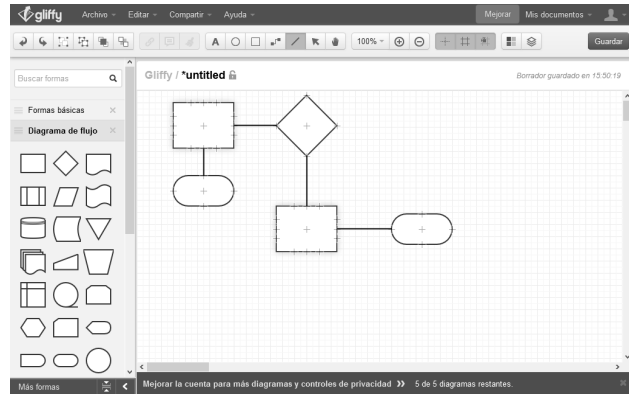 gliffy Archivo Editar Compartir Ayuda Mejorar Mis documentos
A 100% Guardar
Buscar formas
Gliffy / *untitled Borrador guardado en 15:50:19
Formas básicas
Diagrama de flujo
Más formas
Mejorar la cuenta para más diagramas y controles de privacidad 5 de 5 diagramas restantes.